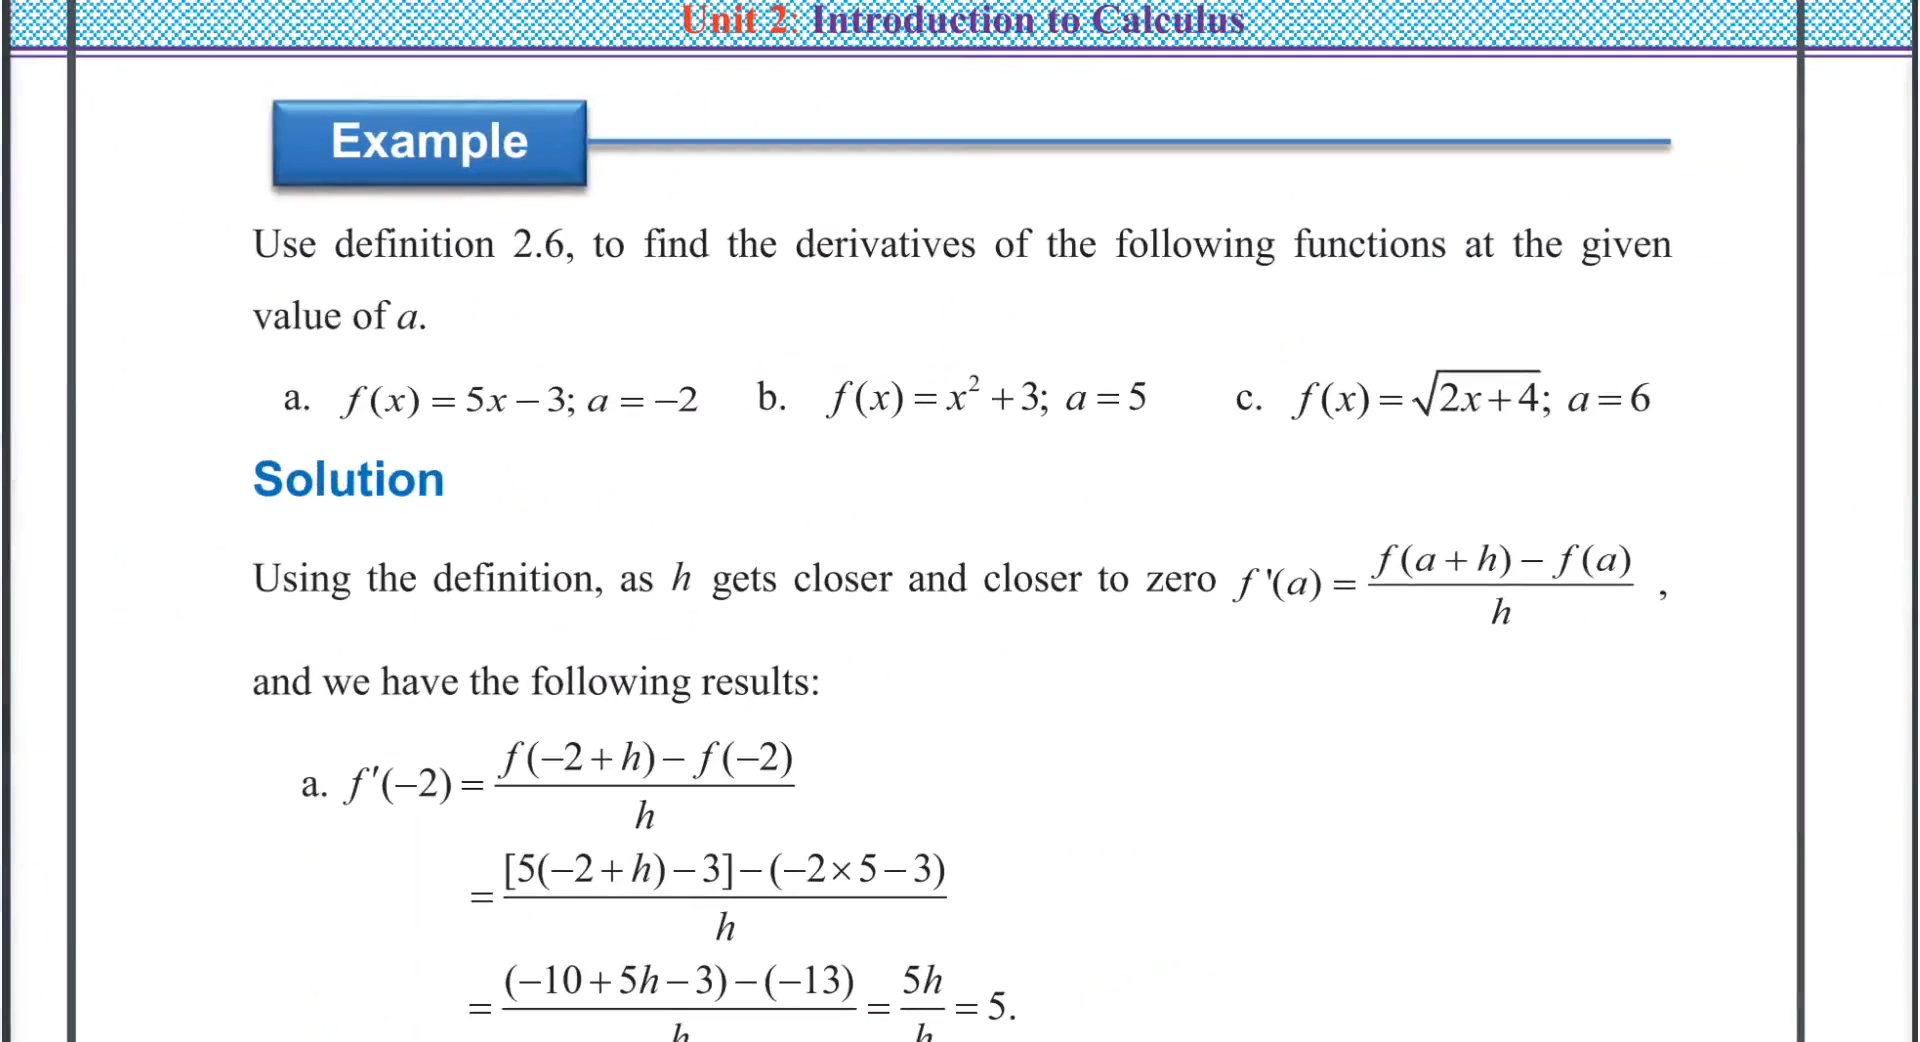 Unit 2: Introduction to Calculus
Example
Use definition 2.6, to find the derivatives of the following functions at the given
value of a.
a. f(x) = 5x − 3; a = −2 b. f(x) = x² + 3; a = 5 c. f(x) = √(2x + 4); a = 6
Solution
Using the definition, as h gets closer and closer to zero f'(a) = (f(a + h) − f(a))/h ,
and we have the following results:
a. f′(−2) = (f(−2 + h) − f(−2))/h
= ([5(−2 + h) − 3] − (−2 × 5 − 3))/h
= ((−10 + 5h − 3) − (−13))/h = 5h/h = 5.